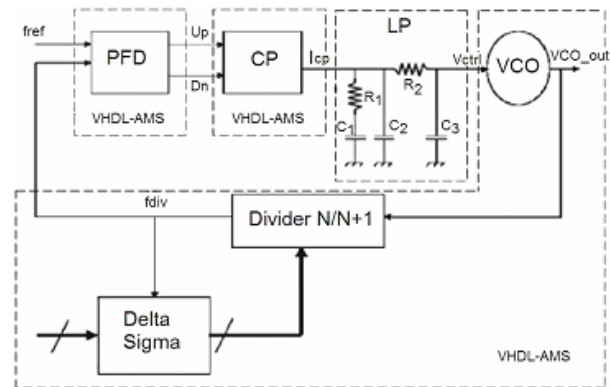 LP
fref
Up
I_cp
Vctrl
VCO_out
PFD
CP
VCO
R₁
R₂
Dn
C₁
C₂
C₃
VHDL-AMS
VHDL-AMS
fdiv
Divider N/N+1
Delta
Sigma
VHDL-AMS